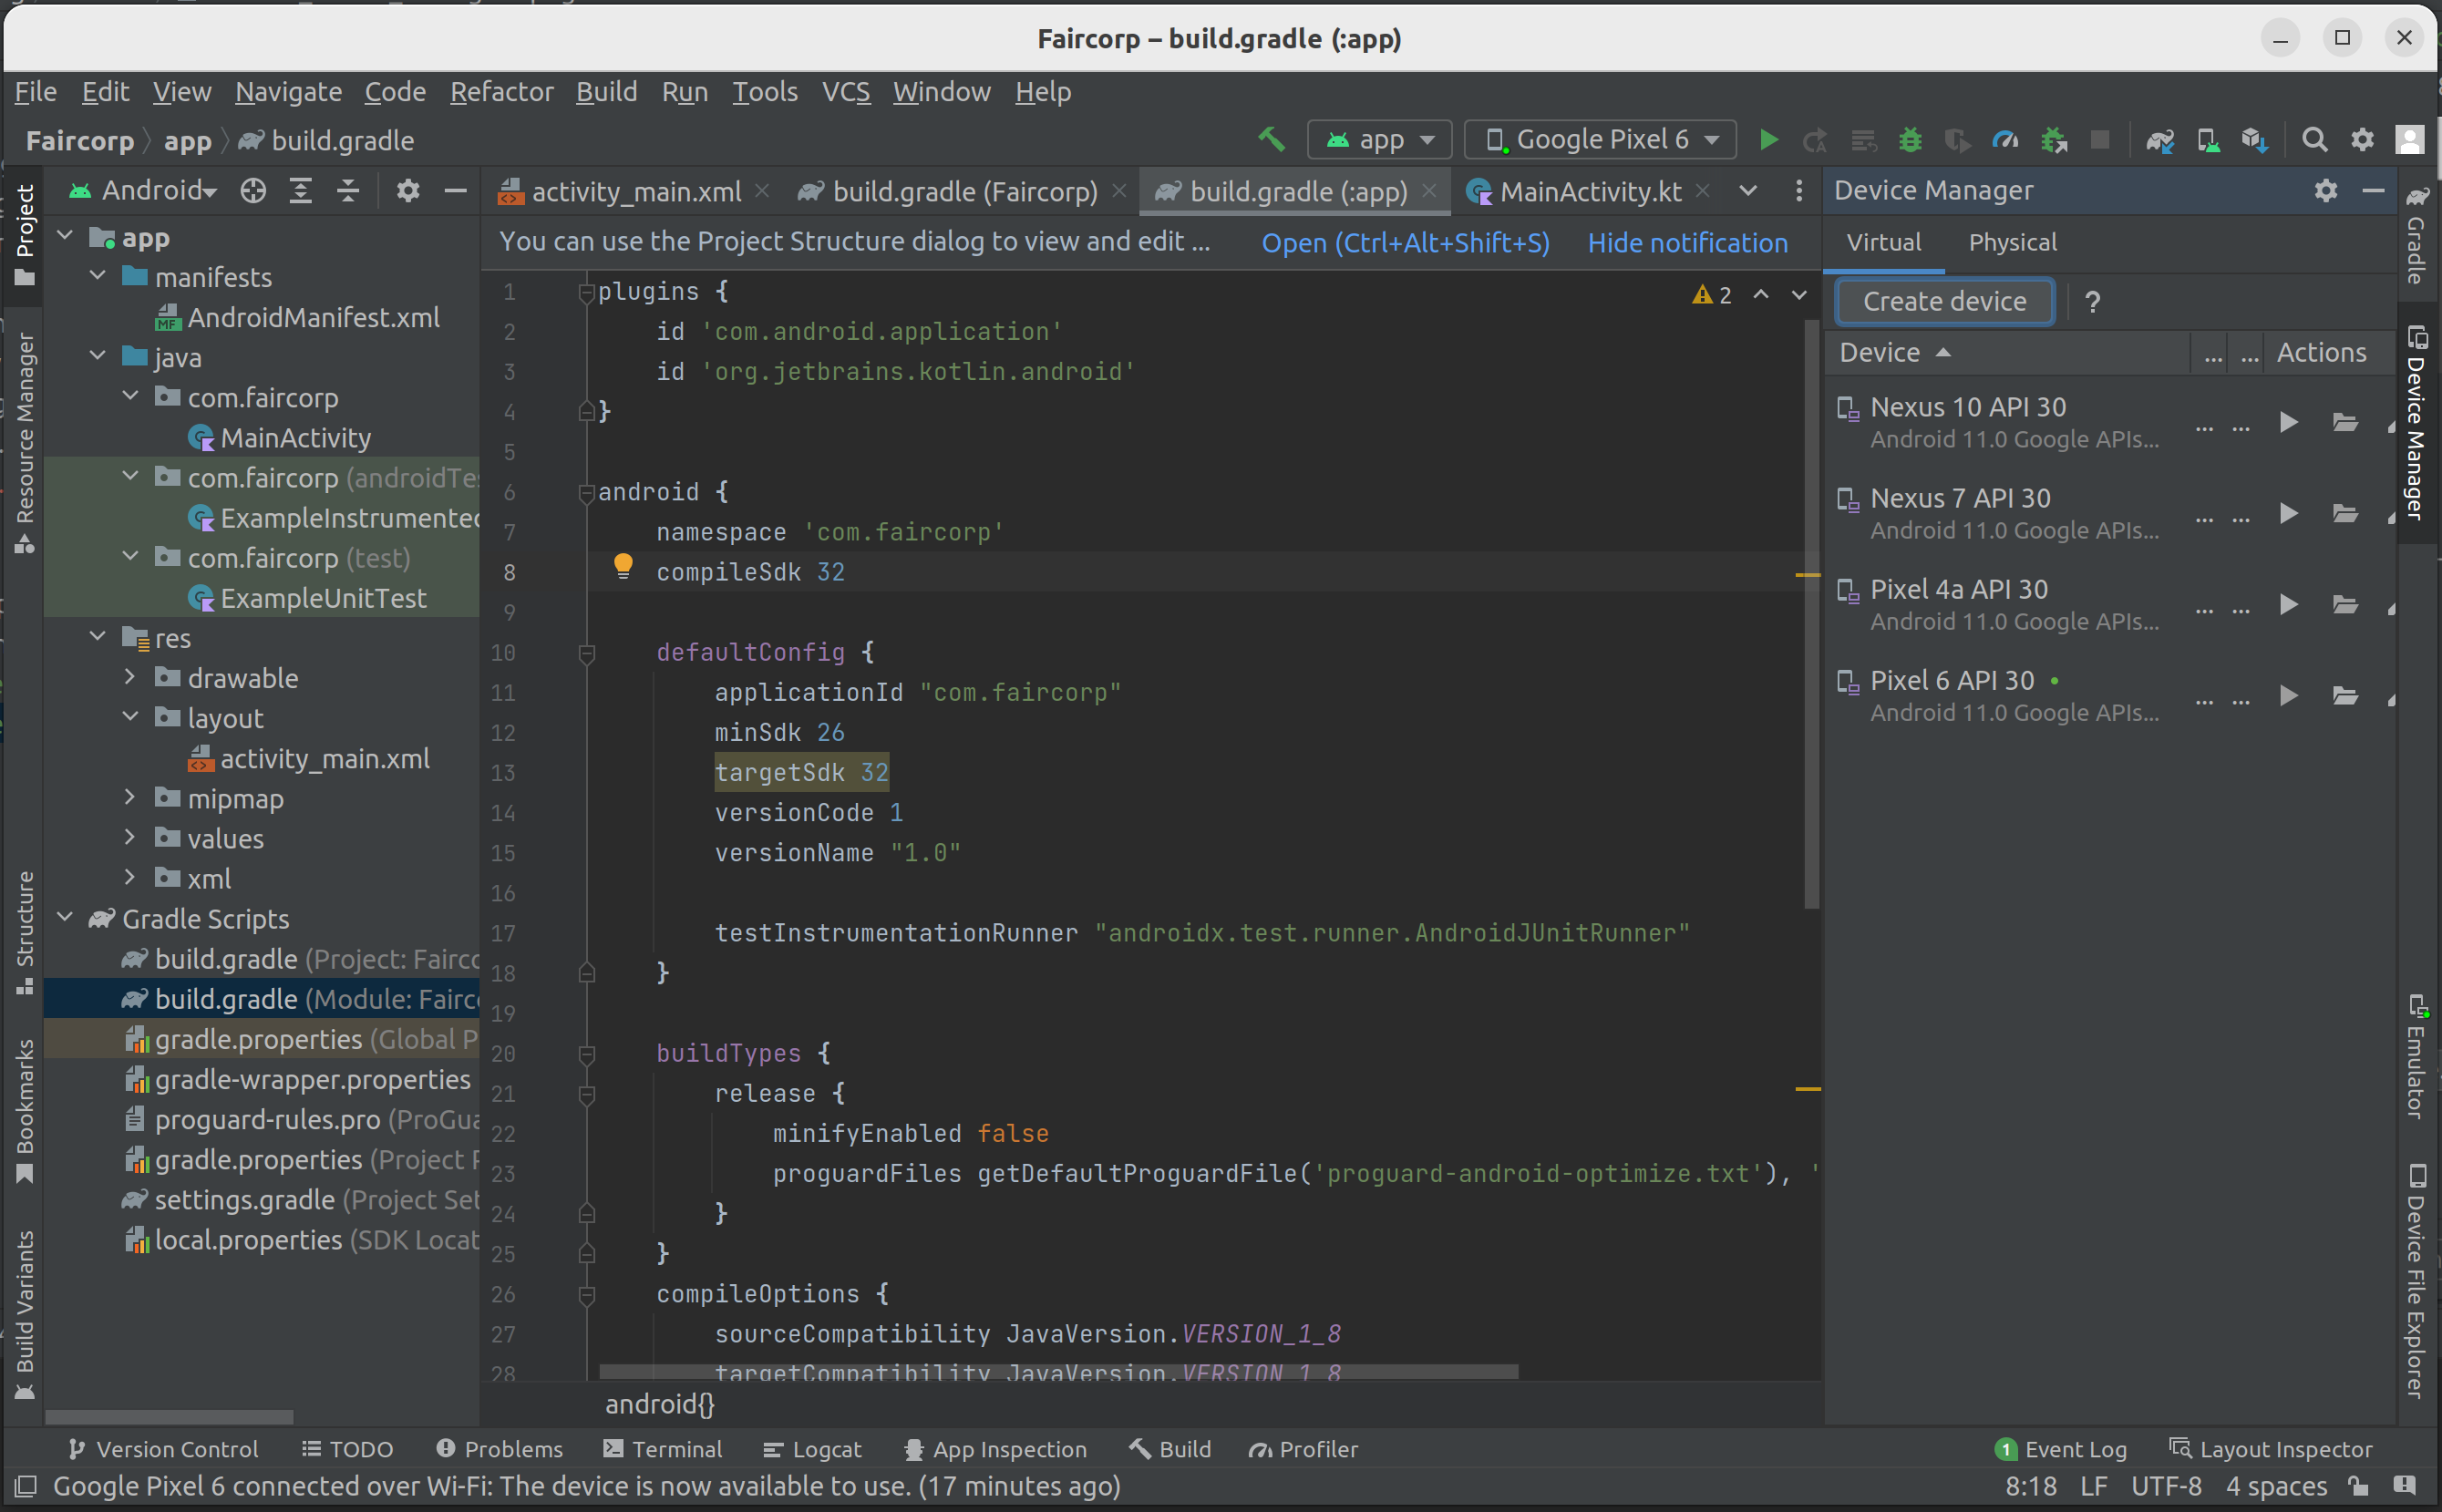 Faircorp – build.gradle (:app)
File Edit View Navigate Code Refactor Build Run Tools VCS Window Help
Faircorp app build.gradle
app Google Pixel 6
Project
Resource Manager
Structure
Bookmarks
Build Variants
Android
app
manifests
AndroidManifest.xml
java
com.faircorp
MainActivity
com.faircorp (androidTes
ExampleInstrumented
com.faircorp (test)
ExampleUnitTest
res
drawable
layout
activity_main.xml
mipmap
values
xml
Gradle Scripts
build.gradle (Project: Fairco
build.gradle (Module: Fairco
gradle.properties (Global P
gradle-wrapper.properties
proguard-rules.pro (ProGua
gradle.properties (Project P
settings.gradle (Project Set
local.properties (SDK Locat
activity_main.xml build.gradle (Faircorp) build.gradle (:app) MainActivity.kt
You can use the Project Structure dialog to view and edit ... Open (Ctrl+Alt+Shift+S) Hide notification
2
1 plugins {
2 id 'com.android.application'
3 id 'org.jetbrains.kotlin.android'
4 }
5
6 android {
7 namespace 'com.faircorp'
8 compileSdk 32
9
10 defaultConfig {
11 applicationId "com.faircorp"
12 minSdk 26
13 targetSdk 32
14 versionCode 1
15 versionName "1.0"
16
17 testInstrumentationRunner "androidx.test.runner.AndroidJUnitRunner"
18 }
19
20 buildTypes {
21 release {
22 minifyEnabled false
23 proguardFiles getDefaultProguardFile('proguard-android-optimize.txt'), '
24 }
25 }
26 compileOptions {
27 sourceCompatibility JavaVersion.VERSION_1_8
28 targetCompatibility JavaVersion.VERSION_1_8
android{}
Device Manager
Virtual Physical
Create device ?
Device ... ... Actions
Nexus 10 API 30
Android 11.0 Google APIs... ... ...
Nexus 7 API 30
Android 11.0 Google APIs... ... ...
Pixel 4a API 30
Android 11.0 Google APIs... ... ...
Pixel 6 API 30
Android 11.0 Google APIs... ... ...
Gradle
Device Manager
Emulator
Device File Explorer
Version Control TODO Problems Terminal Logcat App Inspection Build Profiler 1 Event Log Layout Inspector
Google Pixel 6 connected over Wi-Fi: The device is now available to use. (17 minutes ago) 8:18 LF UTF-8 4 spaces